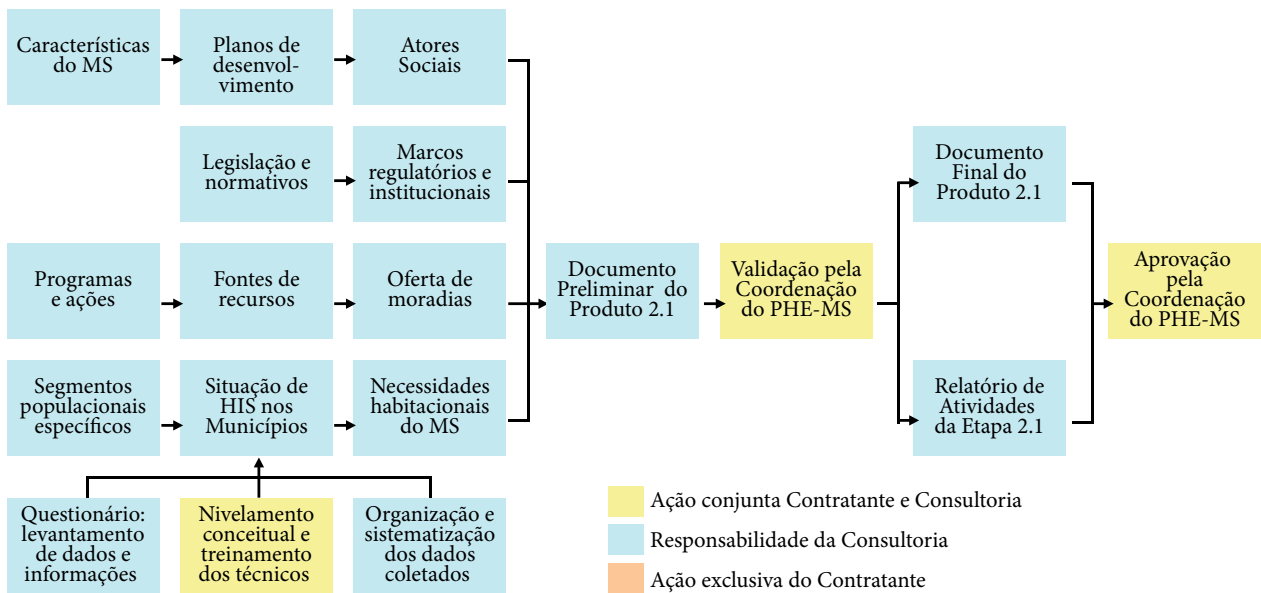 Características
do MS
Planos de
desenvol-
vimento
Atores
Sociais
Legislação e
normativos
Marcos
regulatórios e
institucionais
Programas
e ações
Fontes de
recursos
Oferta de
moradias
Segmentos
populacionais
específicos
Situação de
HIS nos
Municípios
Necessidades
habitacionais
do MS
Questionário:
levantamento
de dados e
informações
Nivelamento
conceitual e
treinamento
dos técnicos
Organização e
sistematização
dos dados
coletados
Documento
Preliminar do
Produto 2.1
Validação pela
Coordenação
do PHE-MS
Documento
Final do
Produto 2.1
Relatório de
Atividades
da Etapa 2.1
Aprovação
pela
Coordenação
do PHE-MS
Ação conjunta Contratante e Consultoria
Responsabilidade da Consultoria
Ação exclusiva do Contratante